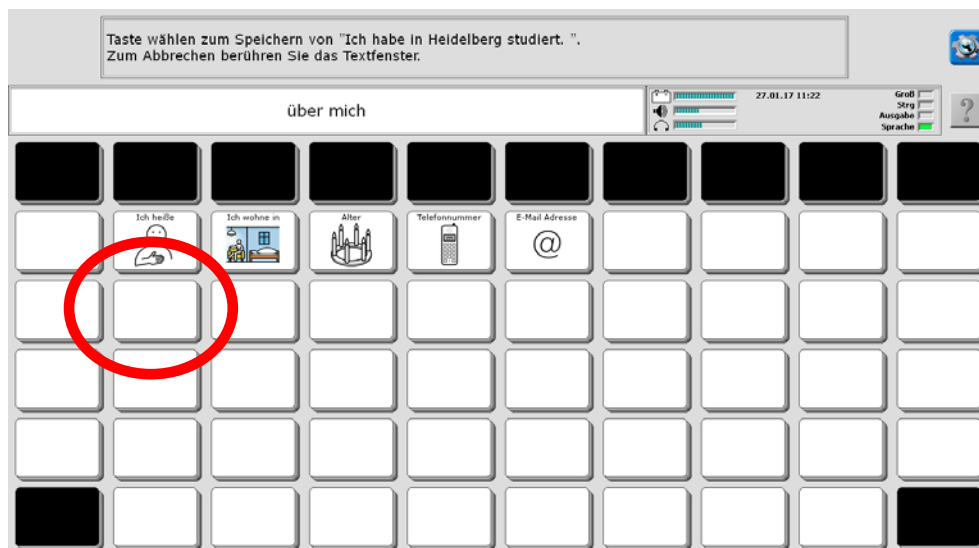 Taste wählen zum Speichern von "Ich habe in Heidelberg studiert. ".
Zum Abbrechen berühren Sie das Textfenster.
über mich
27.01.17 11:22
Groß
Strg
Ausgabe
Sprache
?
Ich heiße
Ich wohne in
Alter
Telefonnummer
E-Mail Adresse
@